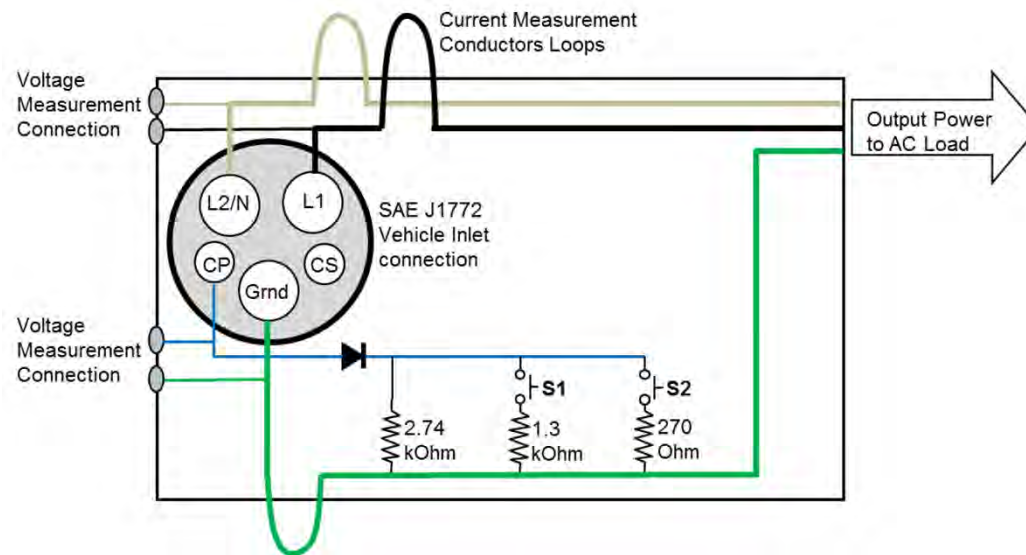 Current Measurement
Conductors Loops
Voltage
Measurement
Connection
Output Power
to AC Load
L2/N
L1
SAE J1772
Vehicle Inlet
connection
CP
CS
Grnd
Voltage
Measurement
Connection
S1
S2
2.74
kOhm
1.3
kOhm
270
Ohm